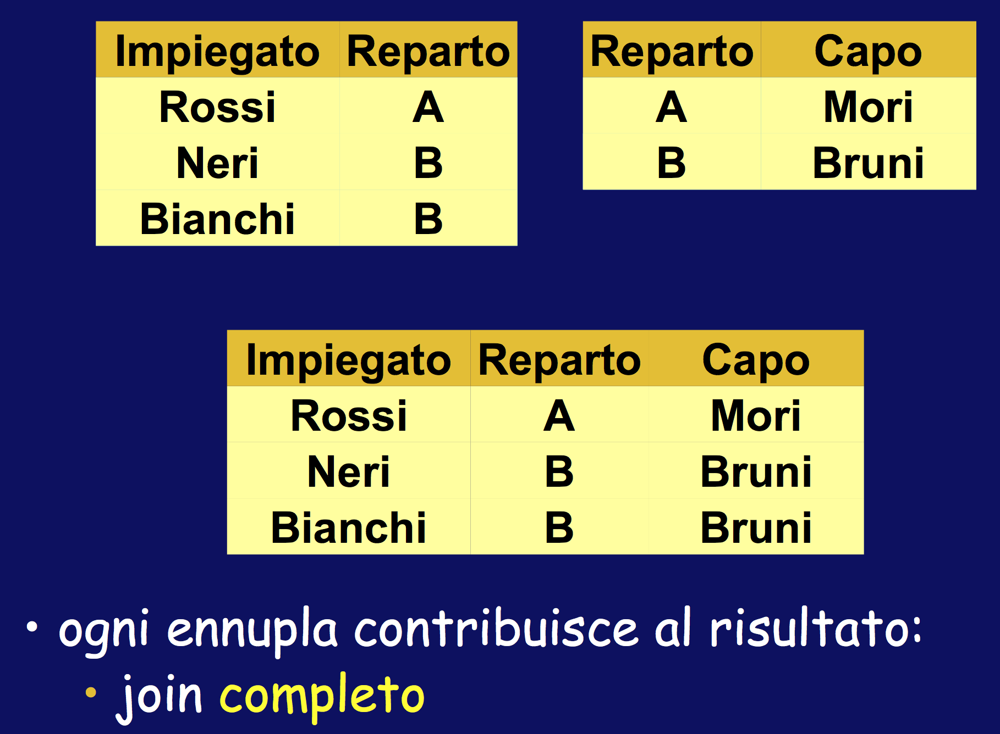 Impiegato Reparto
Rossi A
Neri B
Bianchi B
Reparto Capo
A Mori
B Bruni
Impiegato Reparto Capo
Rossi A Mori
Neri B Bruni
Bianchi B Bruni
• ogni ennupla contribuisce al risultato:
• join completo